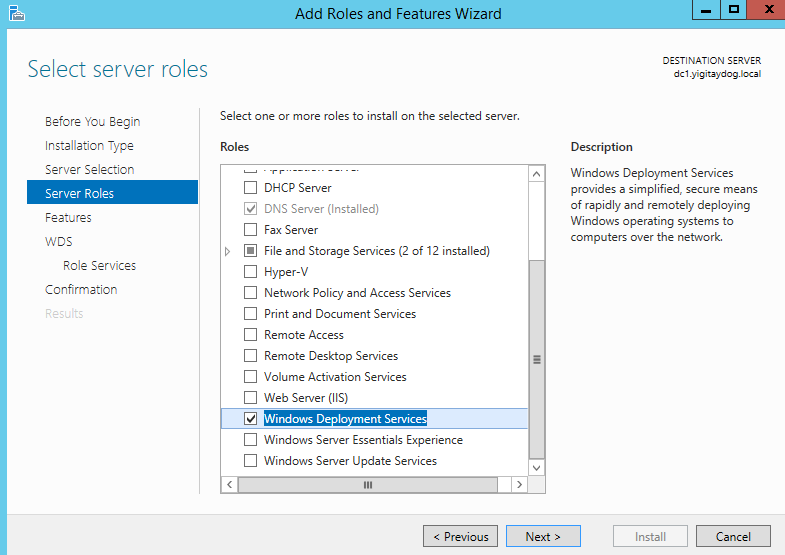 Add Roles and Features Wizard
Select server roles
DESTINATION SERVER
dc1.yigitaydog.local
Before You Begin
Installation Type
Server Selection
Server Roles
Features
WDS
Role Services
Confirmation
Results
Select one or more roles to install on the selected server.
Roles
DHCP Server
DNS Server (Installed)
Fax Server
File and Storage Services (2 of 12 installed)
Hyper-V
Network Policy and Access Services
Print and Document Services
Remote Access
Remote Desktop Services
Volume Activation Services
Web Server (IIS)
Windows Deployment Services
Windows Server Essentials Experience
Windows Server Update Services
Description
Windows Deployment Services
provides a simplified, secure means
of rapidly and remotely deploying
Windows operating systems to
computers over the network.
< Previous
Next >
Install
Cancel